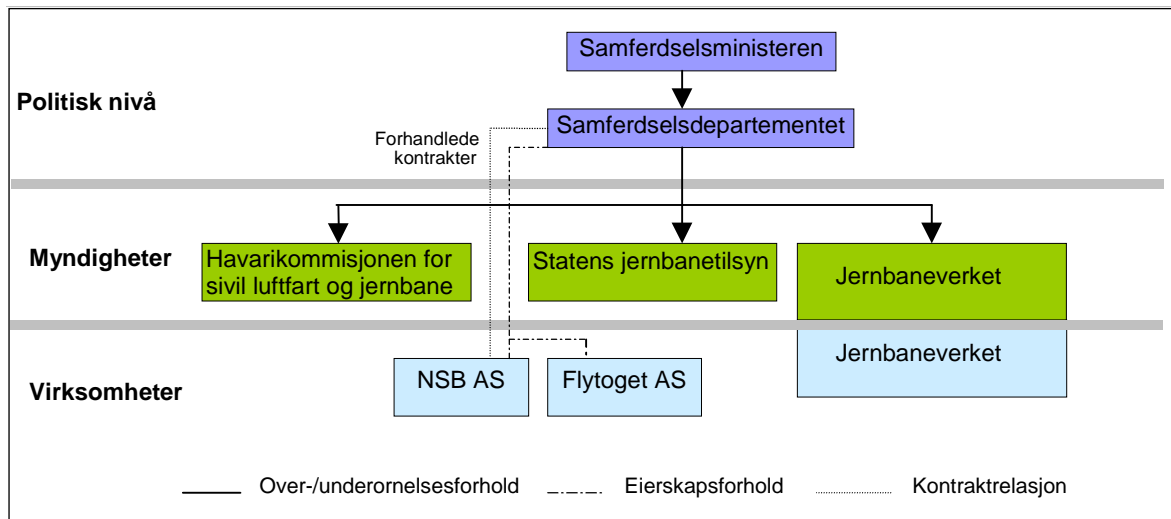 Samferdselsministeren
Politisk nivå
Samferdselsdepartementet
Forhandlede
kontrakter
Myndigheter
Havarikommisjonen for
sivil luftfart og jernbane
Statens jernbanetilsyn
Jernbaneverket
Virksomheter
NSB AS
Flytoget AS
Jernbaneverket
Over-/underornelsesforhold
Eierskapsforhold
Kontraktrelasjon